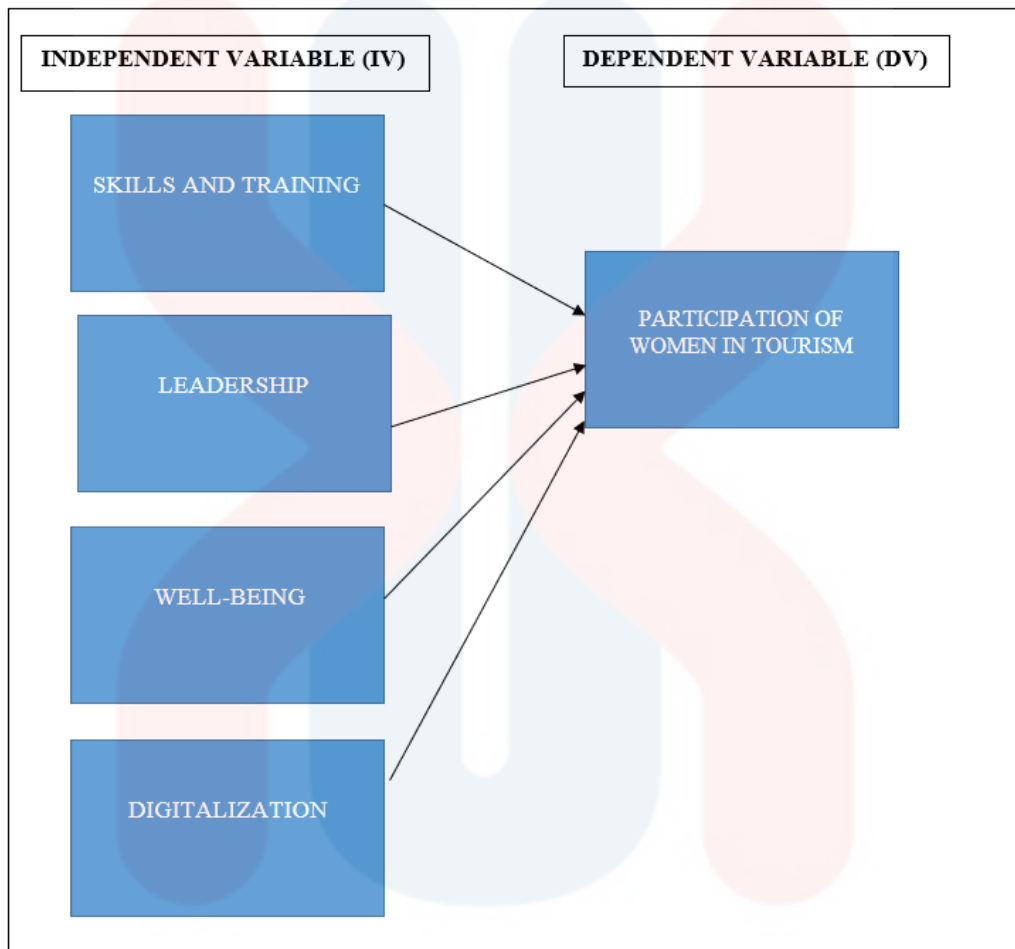 INDEPENDENT VARIABLE (IV)
DEPENDENT VARIABLE (DV)
SKILLS AND TRAINING
LEADERSHIP
WELL-BEING
DIGITALIZATION
PARTICIPATION OF
WOMEN IN TOURISM